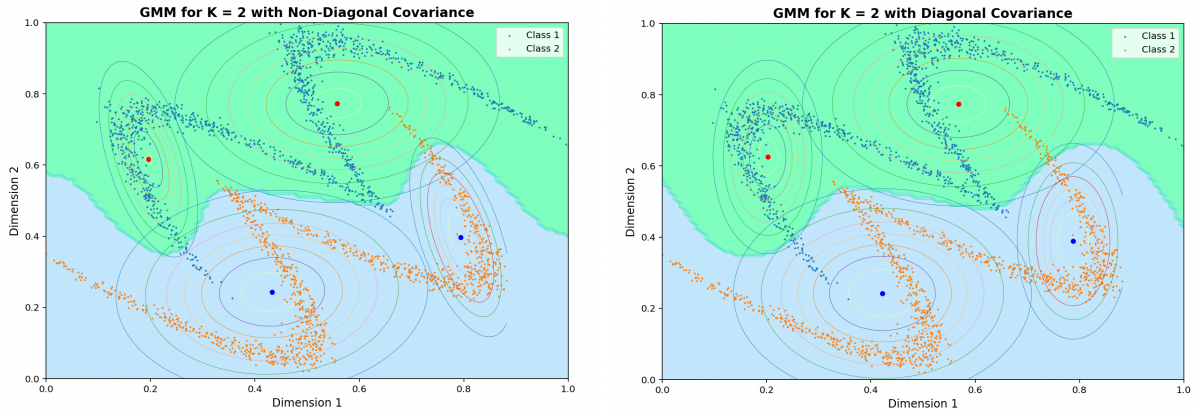 GMM for K = 2 with Non-Diagonal Covariance
Class 1
Class 2
1.0
0.8
0.6
0.4
0.2
0.0
Dimension 2
0.0 0.2 0.4 0.6 0.8 1.0
Dimension 1
GMM for K = 2 with Diagonal Covariance
Class 1
Class 2
1.0
0.8
0.6
0.4
0.2
0.0
Dimension 2
0.0 0.2 0.4 0.6 0.8 1.0
Dimension 1